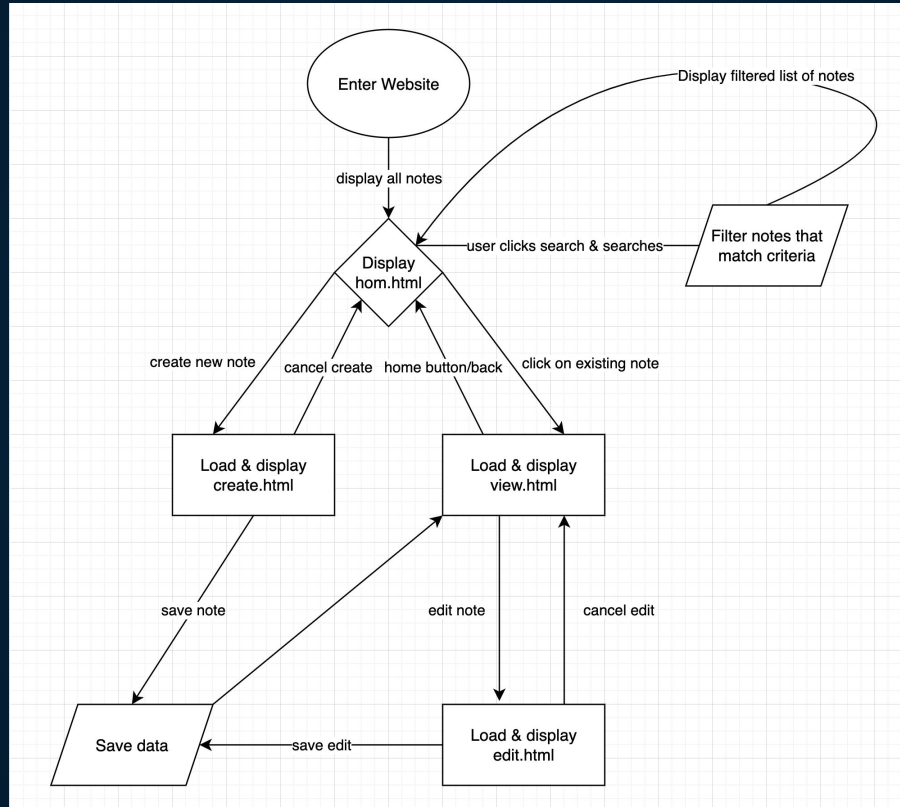 Enter Website
Display filtered list of notes
display all notes
Filter notes that
match criteria
user clicks search & searches
Display
hom.html
create new note
cancel create
home button/back
click on existing note
Load & display
create.html
Load & display
view.html
save note
edit note
cancel edit
Save data
save edit
Load & display
edit.html